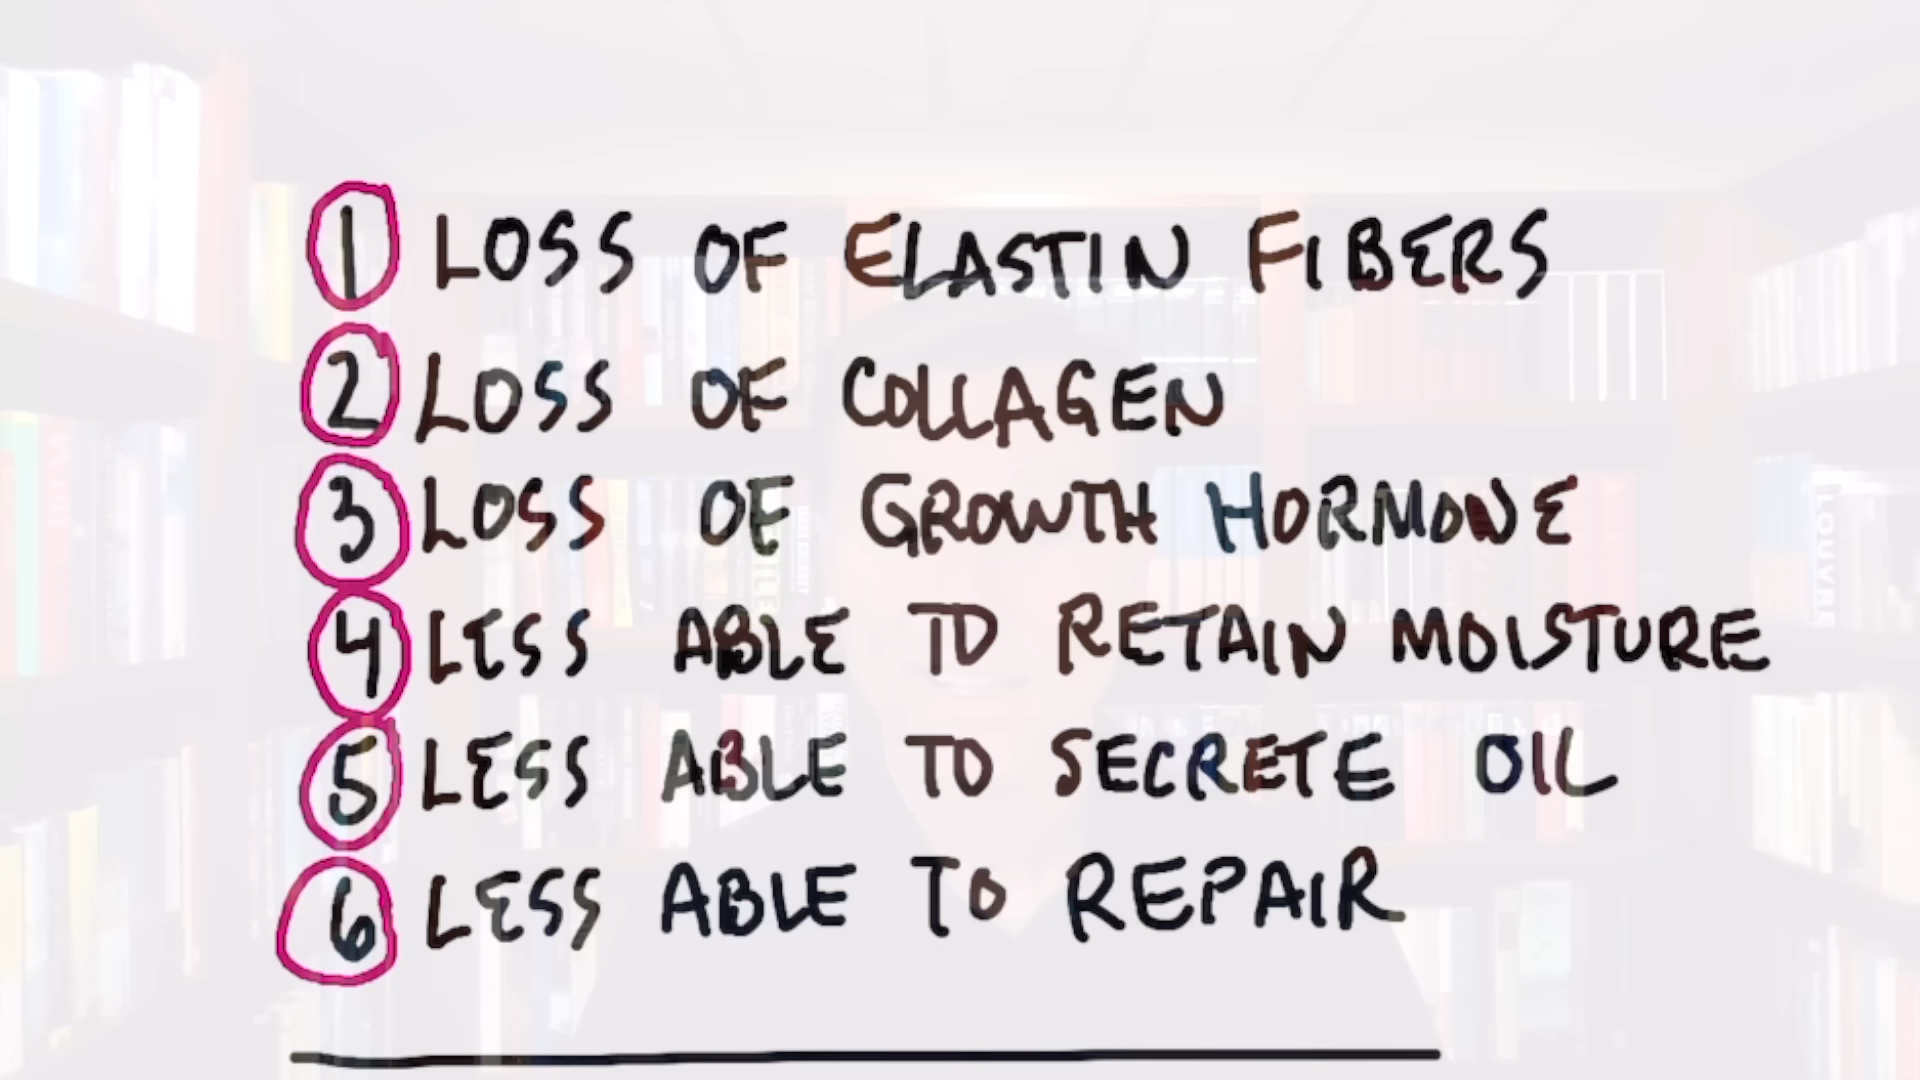 1 LOSS OF ELASTIN FIBERS
2 LOSS OF COLLAGEN
3 LOSS OF GROWTH HORMONE
4 LESS ABLE TO RETAIN MOISTURE
5 LESS ABLE TO SECRETE OIL
6 LESS ABLE TO REPAIR
LOUVRE